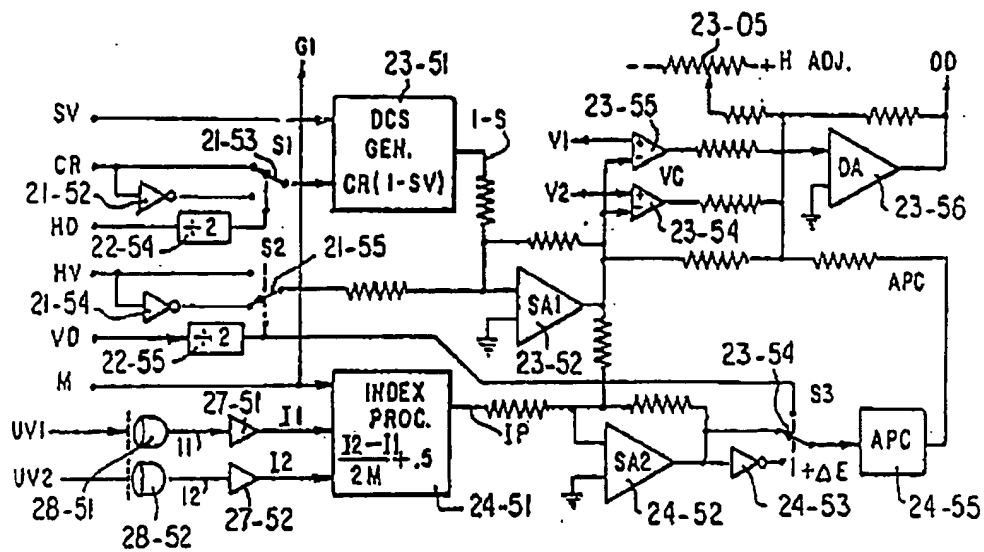 23-05
G1
23-51
- + H ADJ.
OD
SV
DCS
GEN.
CR(1-SV)
1-S
23-55
V1
+
-
21-53
S1
CR
VC
DA
21-52
V2
+
-
HD
÷2
23-54
23-56
22-54
S2
21-55
HV
APC
21-54
SA1
VD
÷2
23-52
22-55
23-54
M
S3
INDEX
PROC.
I2-I1
2M
+.5
27-51
I1
UV1
I1
IP
APC
SA2
I2
UV2
I2
+ΔE
28-51
27-52
24-51
24-53
28-52
24-52
24-55